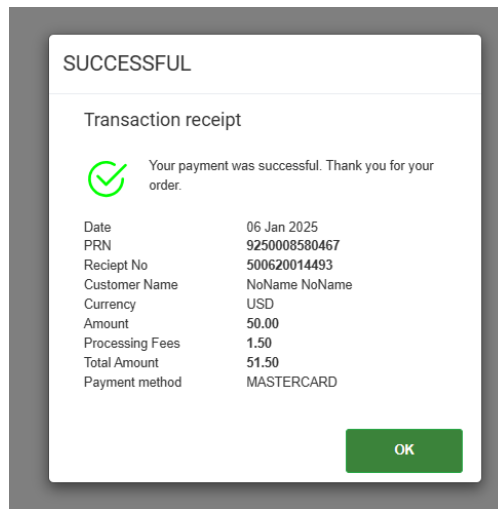 SUCCESSFUL
Transaction receipt
Your payment was successful. Thank you for your
order.
Date 06 Jan 2025
PRN 9250008580467
Reciept No 500620014493
Customer Name NoName NoName
Currency USD
Amount 50.00
Processing Fees 1.50
Total Amount 51.50
Payment method MASTERCARD
OK